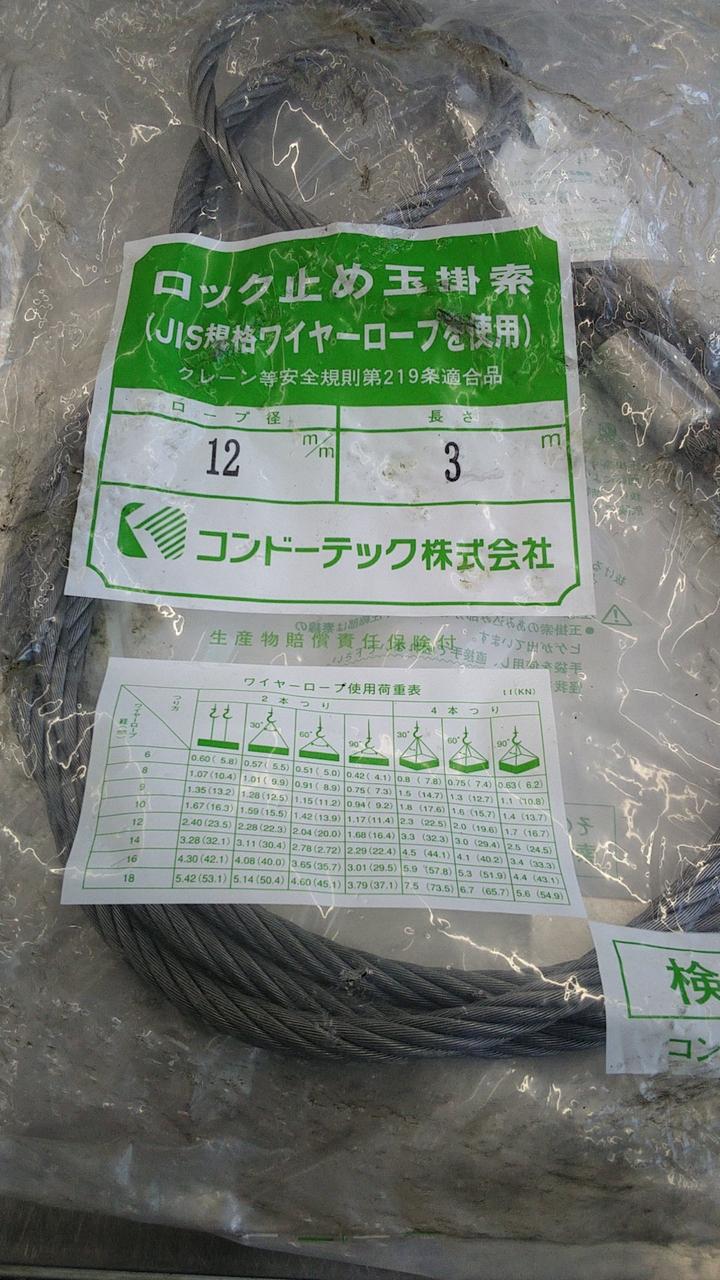 ロック止め玉掛索
(JIS規格ワイヤーロープを使用)
クレーン等安全規則第219条適合品
ロープ径
長さ
12 m/m
3 m
コンドーテック株式会社
生産物賠償責任保険付
ワイヤーロープ使用荷重表 tf(KN)
つり方 2本つり 4本つり
ワイヤーロープ径(㎜) 30° 60° 90° 30° 60° 90°
6 0.60(5.8) 0.57(5.5) 0.51(5.0) 0.42(4.1) 0.8(7.8) 0.75(7.4) 0.63(6.2)
8 1.07(10.4) 1.01(9.9) 0.91(8.9) 0.75(7.3) 1.5(14.7) 1.3(12.7) 1.1(10.8)
9 1.35(13.2) 1.28(12.5) 1.15(11.2) 0.94(9.2) 1.8(17.6) 1.6(15.7) 1.4(13.7)
10 1.67(16.3) 1.59(15.5) 1.42(13.9) 1.17(11.4) 2.3(22.5) 2.0(19.6) 1.7(16.7)
12 2.40(23.5) 2.28(22.3) 2.04(20.0) 1.68(16.4) 3.3(32.3) 3.0(29.4) 2.5(24.5)
14 3.28(32.1) 3.11(30.4) 2.78(2.72) 2.29(22.4) 4.5(44.1) 4.1(40.2) 3.4(33.3)
16 4.30(42.1) 4.08(40.0) 3.65(35.7) 3.01(29.5) 5.9(57.8) 5.3(51.9) 4.4(43.1)
18 5.42(53.1) 5.14(50.4) 4.60(45.1) 3.79(37.1) 7.5(73.5) 6.7(65.7) 5.6(54.9)
検
コン